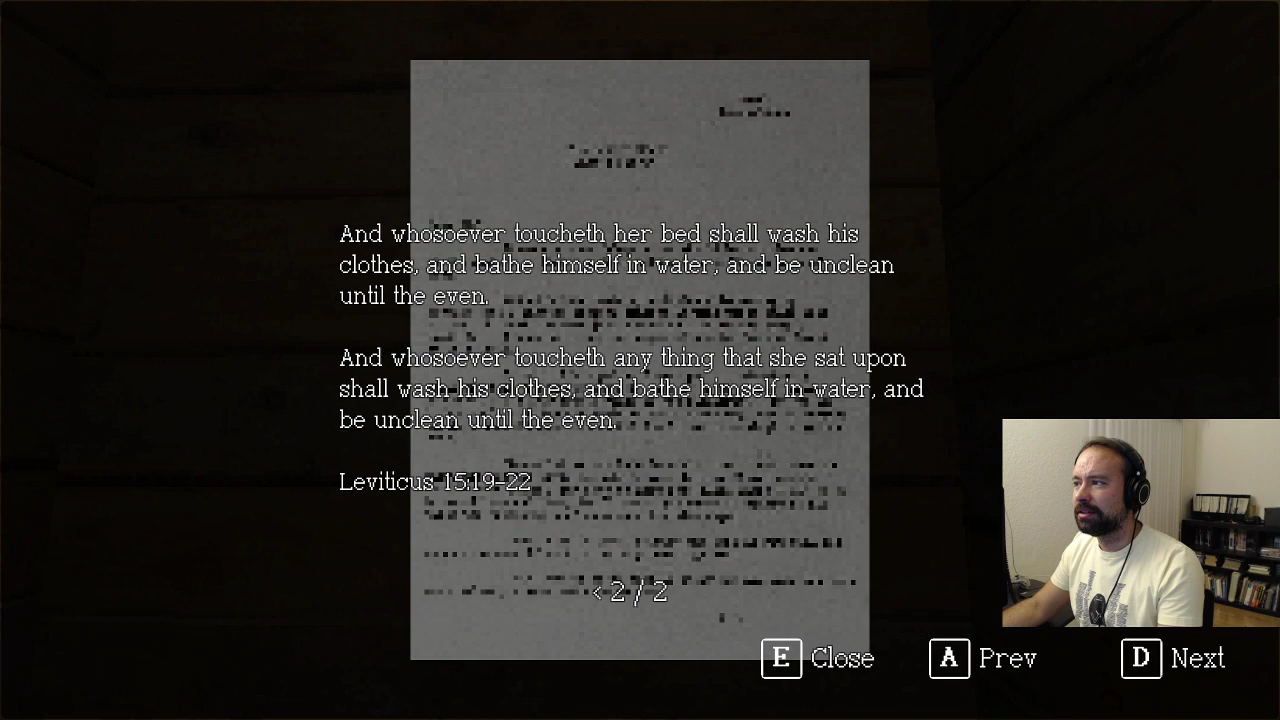 And whosoever toucheth her bed shall wash his
clothes, and bathe himself in water, and be unclean
until the even.
And whosoever toucheth any thing that she sat upon
shall wash his clothes, and bathe himself in water, and
be unclean until the even.
Leviticus 15:19-22
< 2 / 2
E Close A Prev D Next